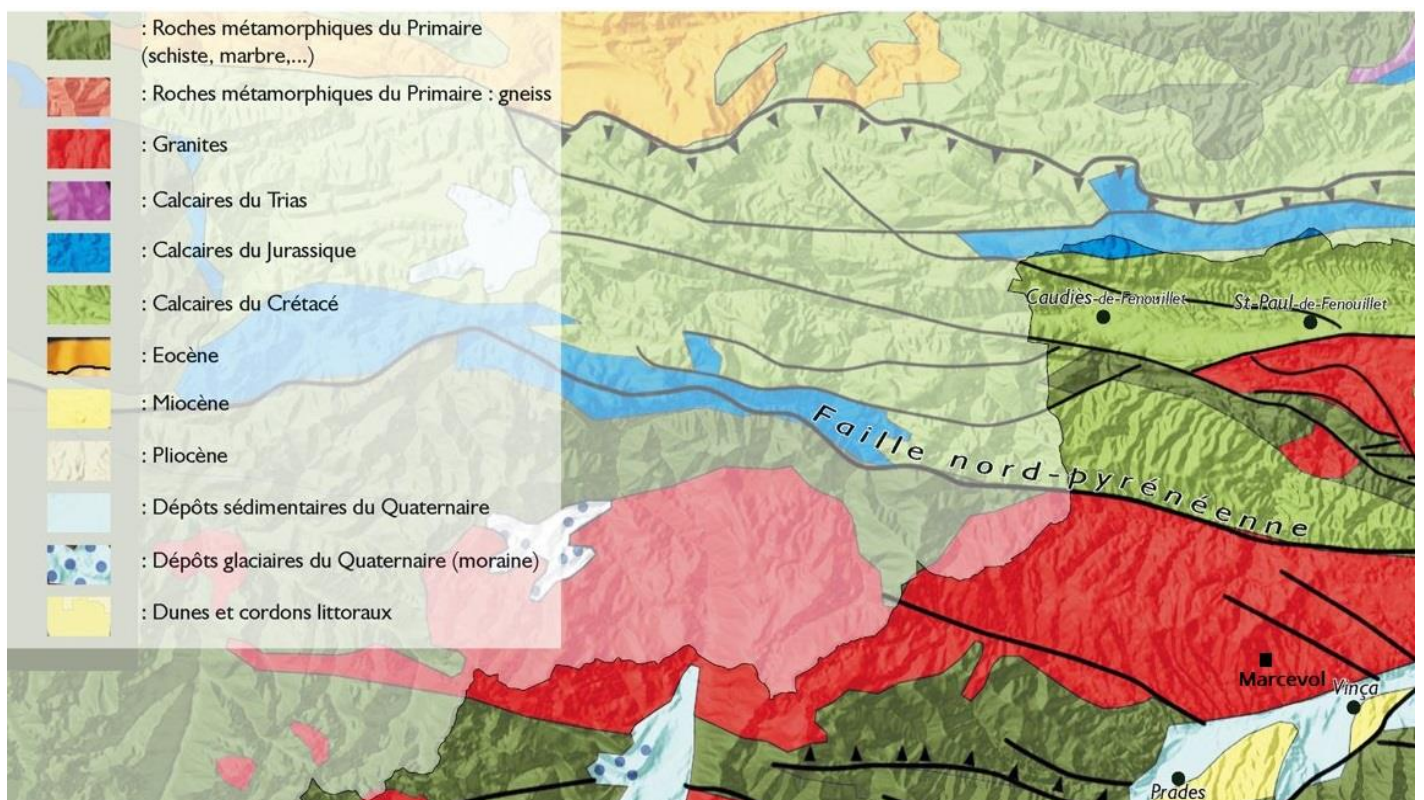 : Roches métamorphiques du Primaire
(schiste, marbre,...)
: Roches métamorphiques du Primaire : gneiss
: Granites
: Calcaires du Trias
: Calcaires du Jurassique
: Calcaires du Crétacé
: Eocène
: Miocène
: Pliocène
: Dépôts sédimentaires du Quaternaire
: Dépôts glaciaires du Quaternaire (moraine)
: Dunes et cordons littoraux
Caudiès-de-Fenouillet
St-Paul-de-Fenouillet
Faille nord-pyrénéenne
Marcevol
Vinça
Prades